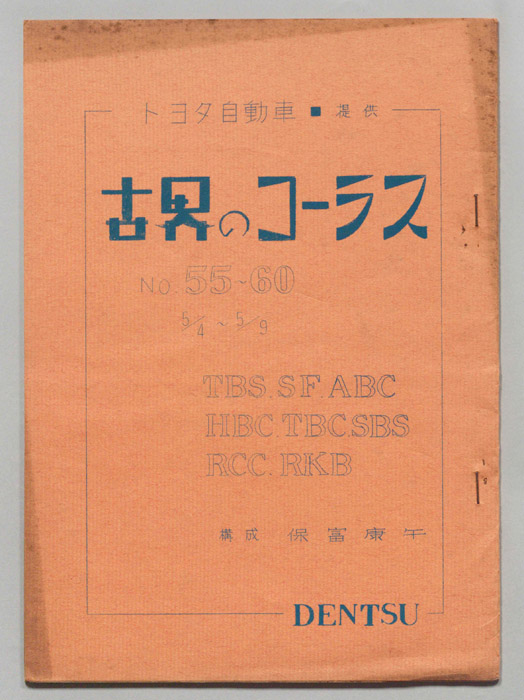 トヨタ自動車 ■ 提供
世界のコーラス
NO. 55~60
5/4 ~ 5/9
TBS. SF. ABC
HBC. TBC. SBS
RCC. RKB
構成 保富康午
DENTSU